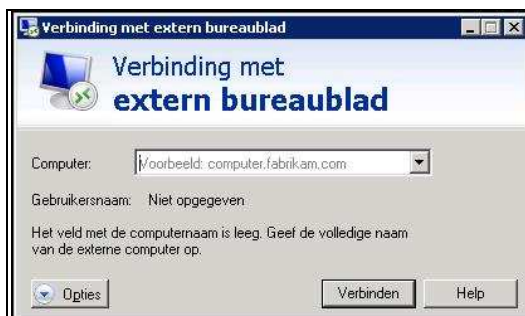 Verbinding met extern bureaublad
Verbinding met
extern bureaublad
Computer: Voorbeeld: computer.fabrikam.com
Gebruikersnaam: Niet opgegeven
Het veld met de computernaam is leeg. Geef de volledige naam
van de externe computer op.
Opties Verbinden Help